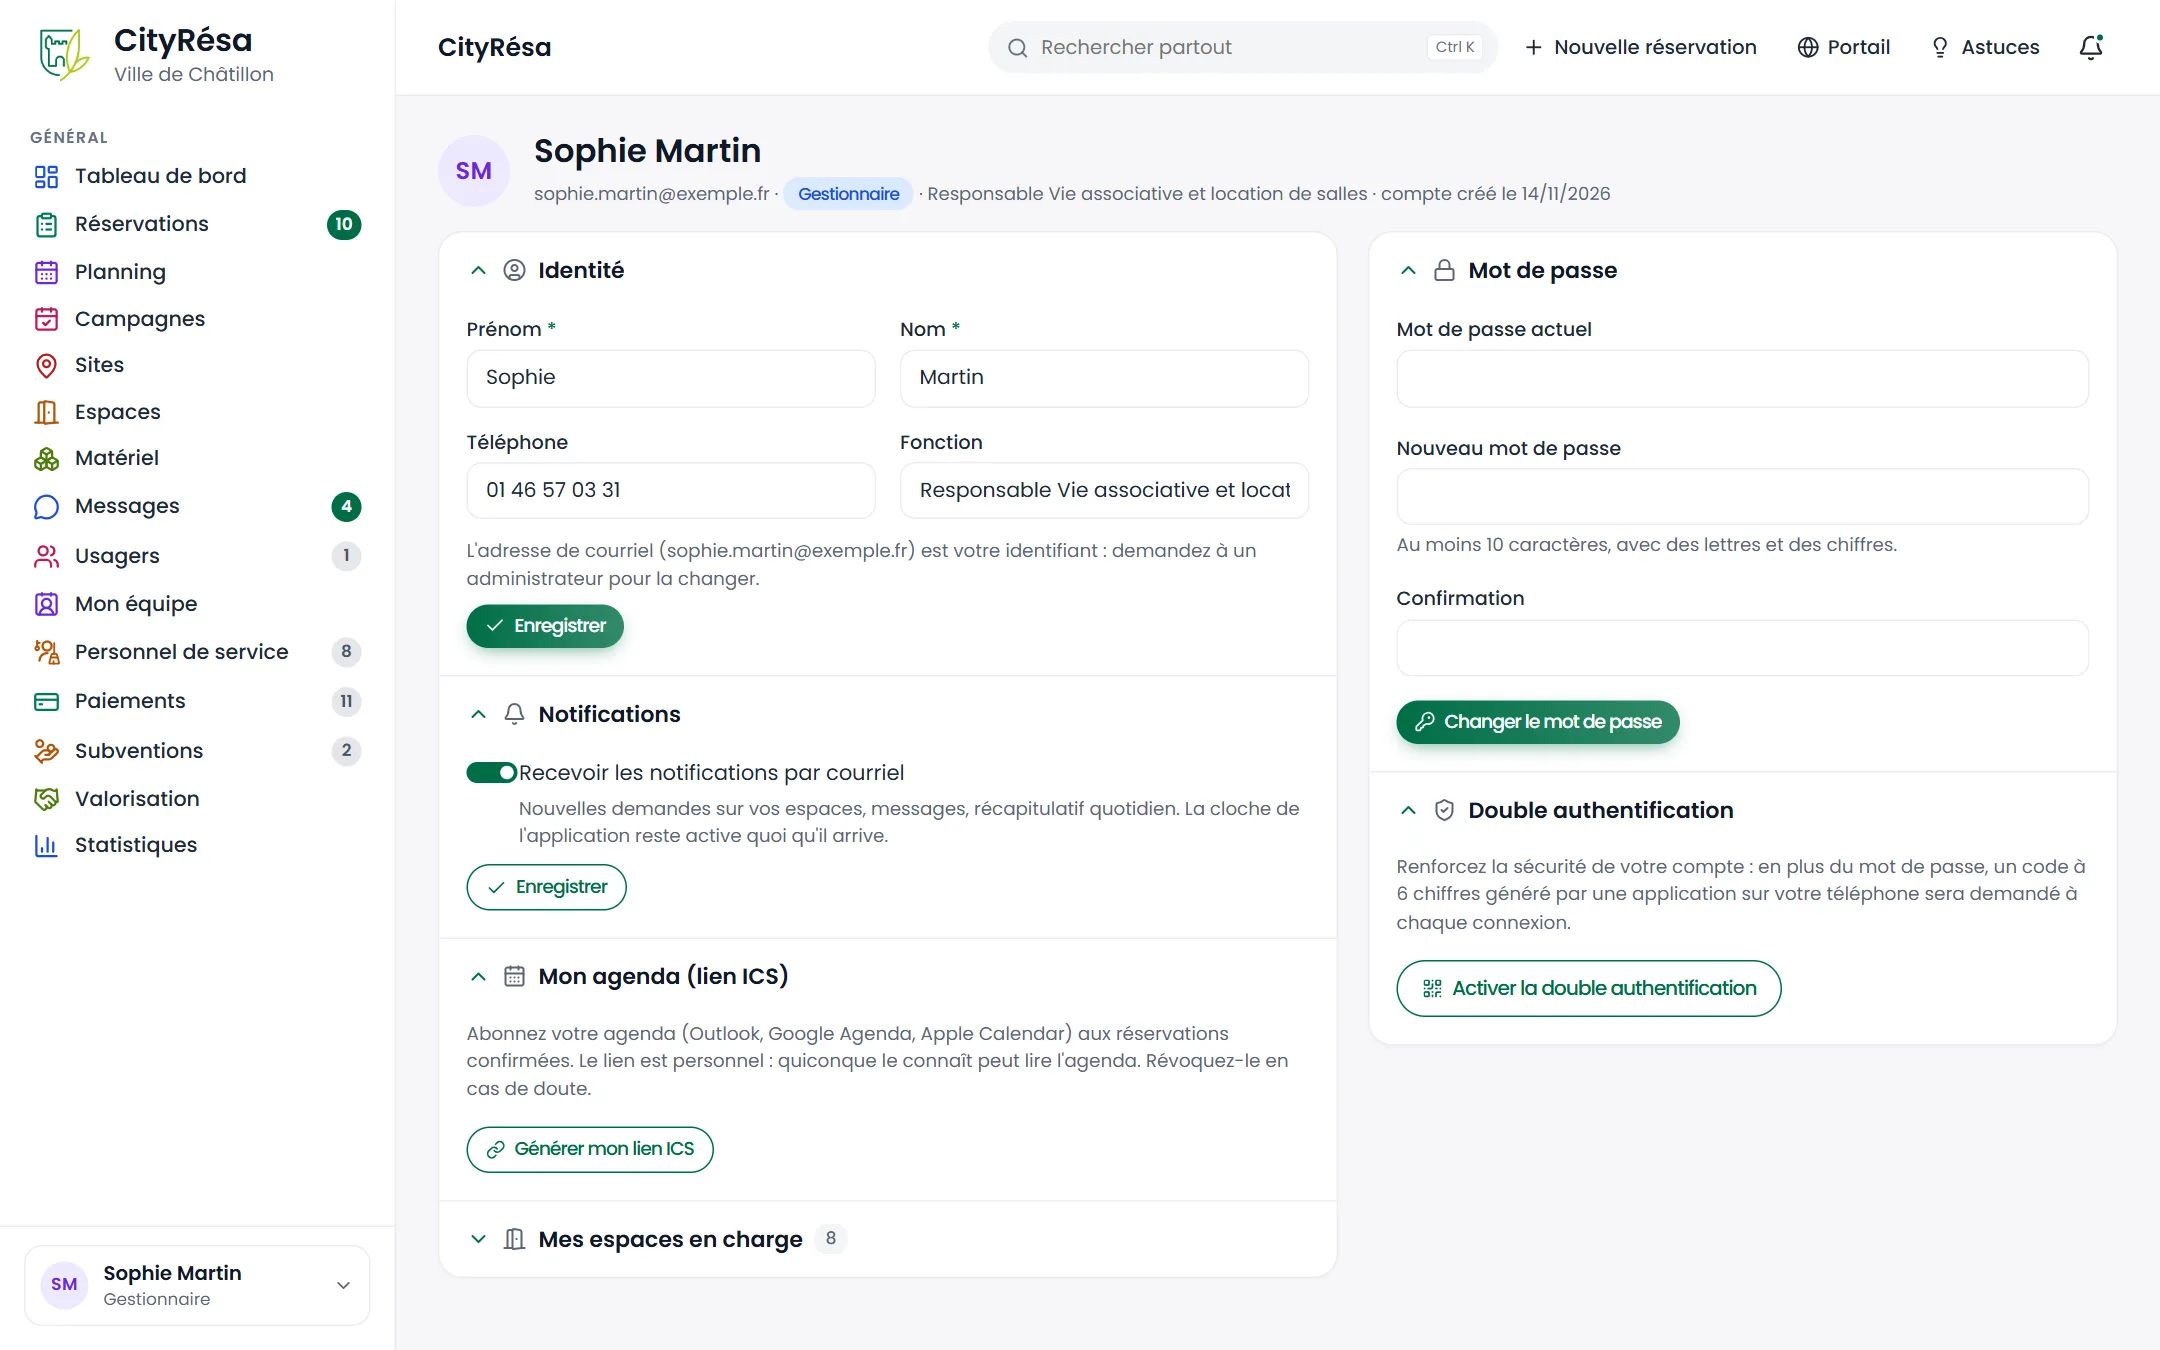 CityRésa
Ville de Châtillon
GÉNÉRAL
Tableau de bord
Réservations 10
Planning
Campagnes
Sites
Espaces
Matériel
Messages 4
Usagers 1
Mon équipe
Personnel de service 8
Paiements 11
Subventions 2
Valorisation
Statistiques
SM
Sophie Martin
Gestionnaire
CityRésa
Rechercher partout Ctrl K
Nouvelle réservation
Portail
Astuces
SM
Sophie Martin
sophie.martin@exemple.fr · Gestionnaire · Responsable Vie associative et location de salles · compte créé le 14/11/2026
Identité
Prénom *
Sophie
Nom *
Martin
Téléphone
01 46 57 03 31
Fonction
Responsable Vie associative et locat
L'adresse de courriel (sophie.martin@exemple.fr) est votre identifiant : demandez à un
administrateur pour la changer.
Enregistrer
Notifications
Recevoir les notifications par courriel
Nouvelles demandes sur vos espaces, messages, récapitulatif quotidien. La cloche de
l'application reste active quoi qu'il arrive.
Enregistrer
Mon agenda (lien ICS)
Abonnez votre agenda (Outlook, Google Agenda, Apple Calendar) aux réservations
confirmées. Le lien est personnel : quiconque le connaît peut lire l'agenda. Révoquez-le en
cas de doute.
Générer mon lien ICS
Mes espaces en charge 8
Mot de passe
Mot de passe actuel
Nouveau mot de passe
Au moins 10 caractères, avec des lettres et des chiffres.
Confirmation
Changer le mot de passe
Double authentification
Renforcez la sécurité de votre compte : en plus du mot de passe, un code à
6 chiffres généré par une application sur votre téléphone sera demandé à
chaque connexion.
Activer la double authentification